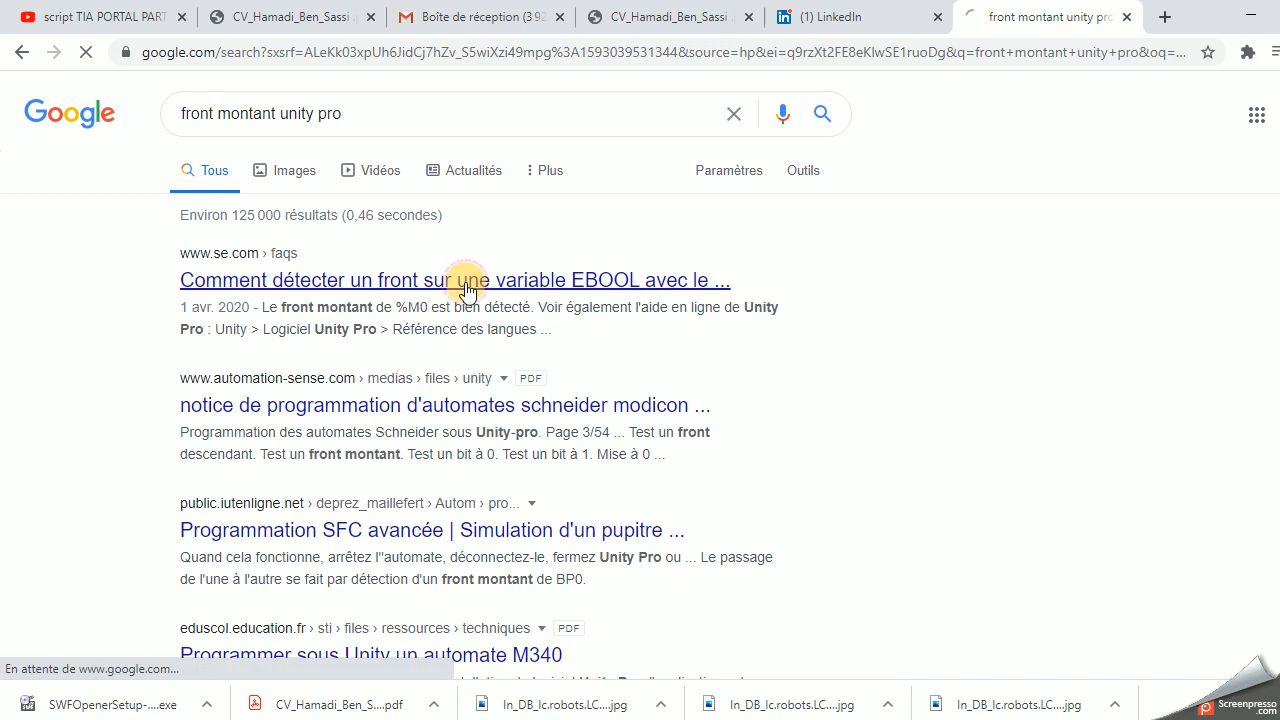 script TIA PORTAL PART
CV_Hamadi_Ben_Sassi .
Boîte de réception (3 92
CV_Hamadi_Ben_Sassi .
(1) LinkedIn
front montant unity pro
google.com/search?sxsrf=ALeKk03xpUh6JidCj7hZv_S5wiXzi49mpg%3A1593039531344&source=hp&ei=q9rzXt2FE8eKlwSE1ruoDg&q=front+montant+unity+pro&oq=...
Google
front montant unity pro
Tous
Images
Vidéos
Actualités
Plus
Paramètres
Outils
Environ 125 000 résultats (0,46 secondes)
www.se.com › faqs
Comment détecter un front sur une variable EBOOL avec le ...
1 avr. 2020 - Le front montant de %M0 est bien détecté. Voir également l'aide en ligne de Unity
Pro : Unity > Logiciel Unity Pro > Référence des langues ...
www.automation-sense.com › medias › files › unity PDF
notice de programmation d'automates schneider modicon ...
Programmation des automates Schneider sous Unity-pro. Page 3/54 ... Test un front
descendant. Test un front montant. Test un bit à 0. Test un bit à 1. Mise à 0 ...
public.iutenligne.net › deprez_maillefert › Autom › pro...
Programmation SFC avancée | Simulation d'un pupitre ...
Quand cela fonctionne, arrêtez l''automate, déconnectez-le, fermez Unity Pro ou ... Le passage
de l'une à l'autre se fait par détection d'un front montant de BP0.
eduscol.education.fr › sti › files › ressources › techniques PDF
Programmer sous Unity un automate M340
En attente de www.google.com...
SWFOpenerSetup-....exe
CV_Hamadi_Ben_S....pdf
In_DB_Ic.robots.LC....jpg
In_DB_Ic.robots.LC....jpg
In_DB_Ic.robots.LC....jpg
Screenpresso
.com